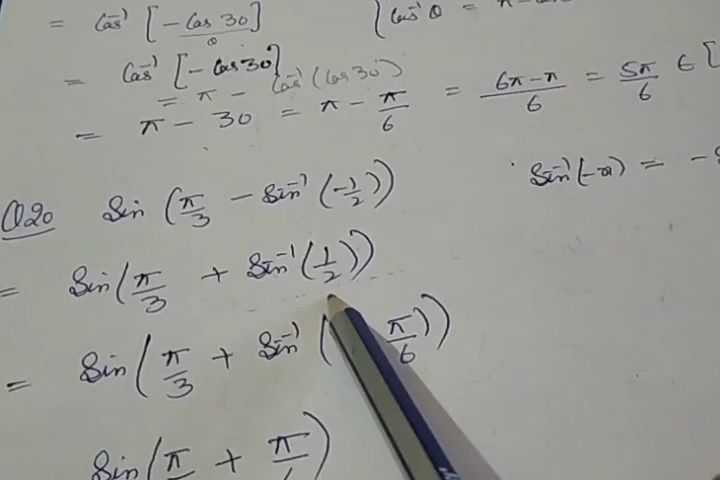 = Cos⁻¹ [-Cos 30] {Cos⁻¹ θ = π -
= Cos⁻¹ [-Cos 30]
= π - Cos⁻¹ (Cos 30)
= π - 30 = π - π/6 = 6π-π/6 = 5π/6 ∈ [
Q20 Sin (π/3 - Sin⁻¹ (-1/2)) Sin⁻¹(-x) = -
= Sin (π/3 + Sin⁻¹ (1/2))
= Sin (π/3 + Sin⁻¹ ( π/6))
Sin (π + π)